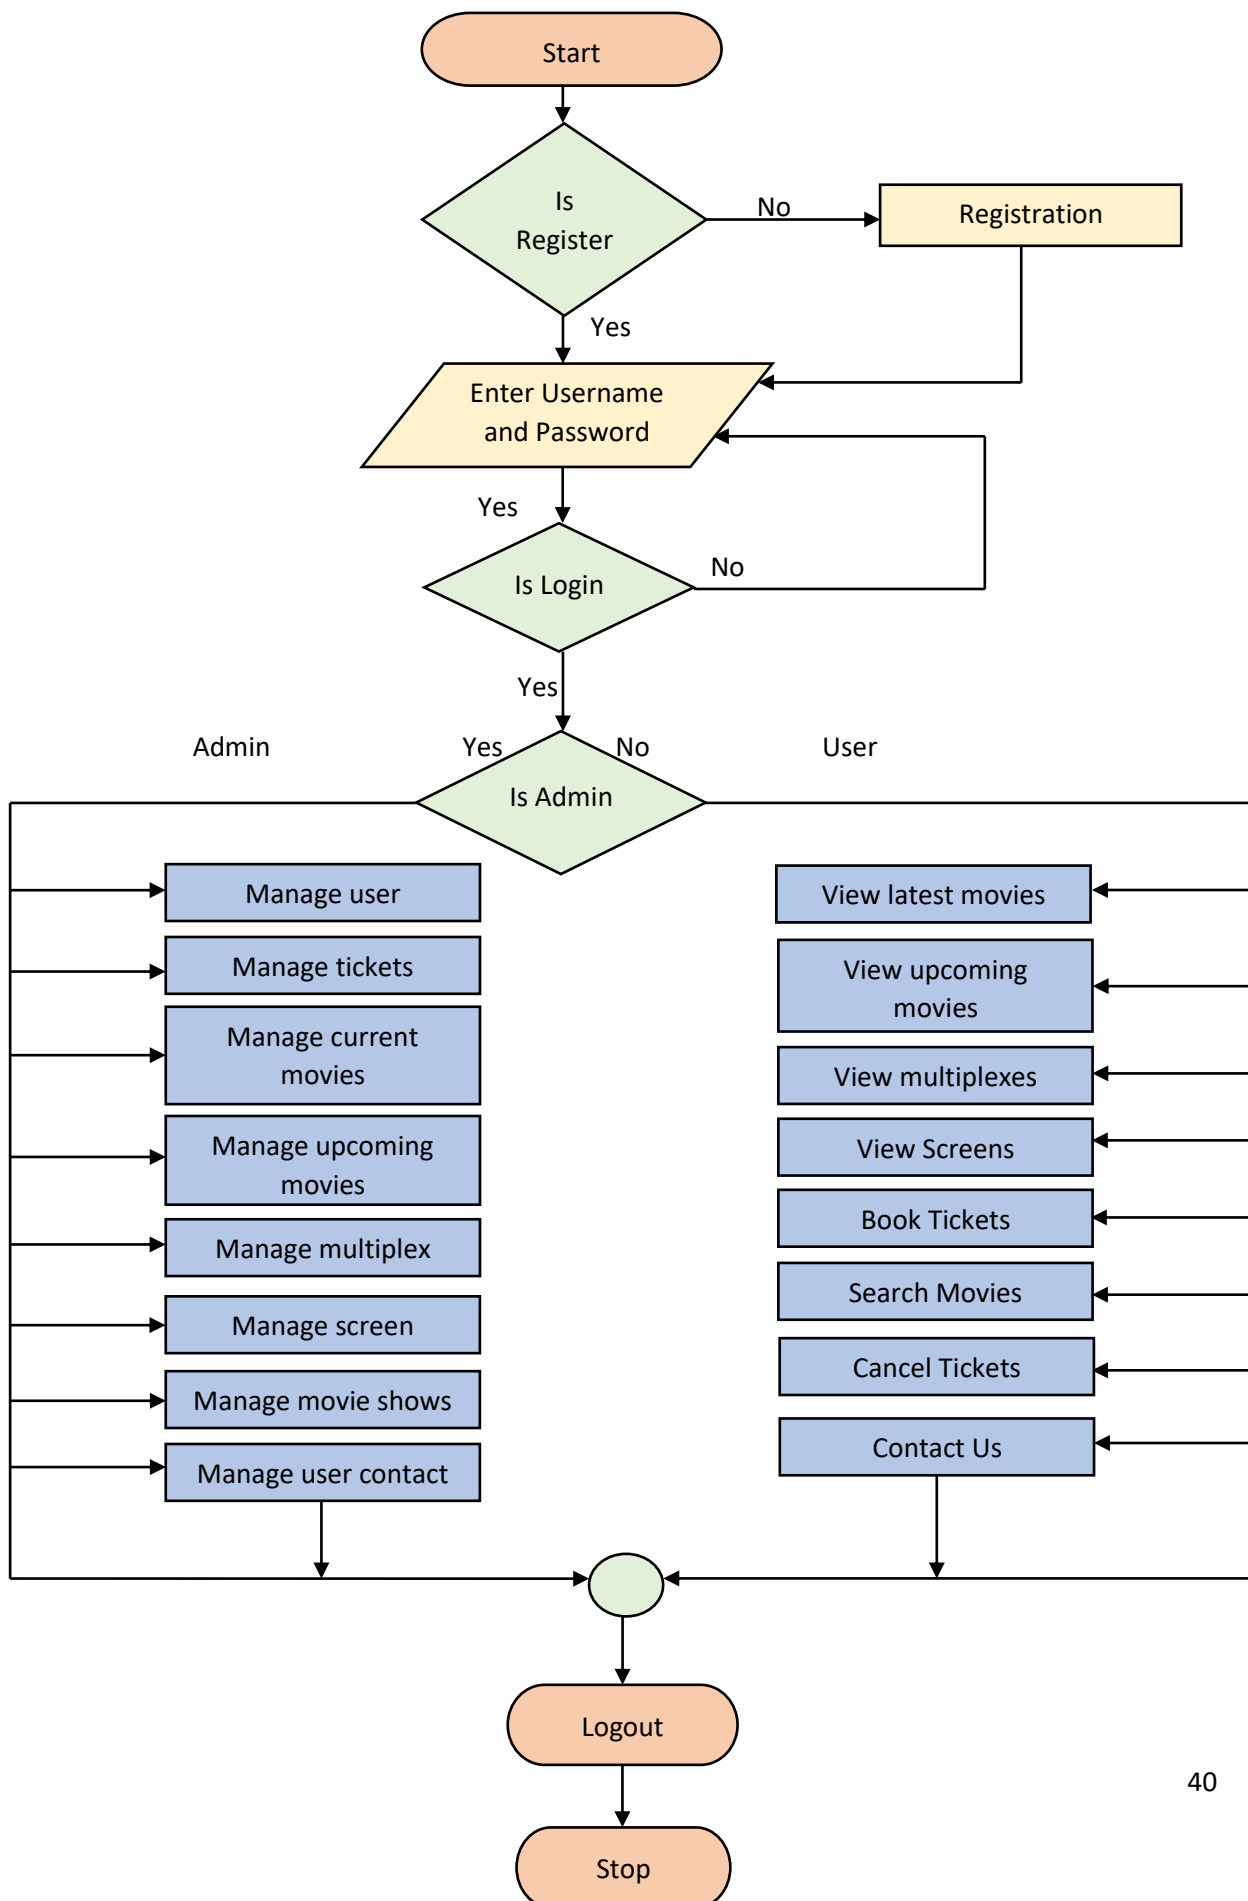 Start
Is
Register
No
Registration
Yes
Enter Username
and Password
Yes
Is Login
No
Yes
Admin
Yes
No
User
Is Admin
Manage user
Manage tickets
Manage current
movies
Manage upcoming
movies
Manage multiplex
Manage screen
Manage movie shows
Manage user contact
View latest movies
View upcoming
movies
View multiplexes
View Screens
Book Tickets
Search Movies
Cancel Tickets
Contact Us
Logout
40
Stop